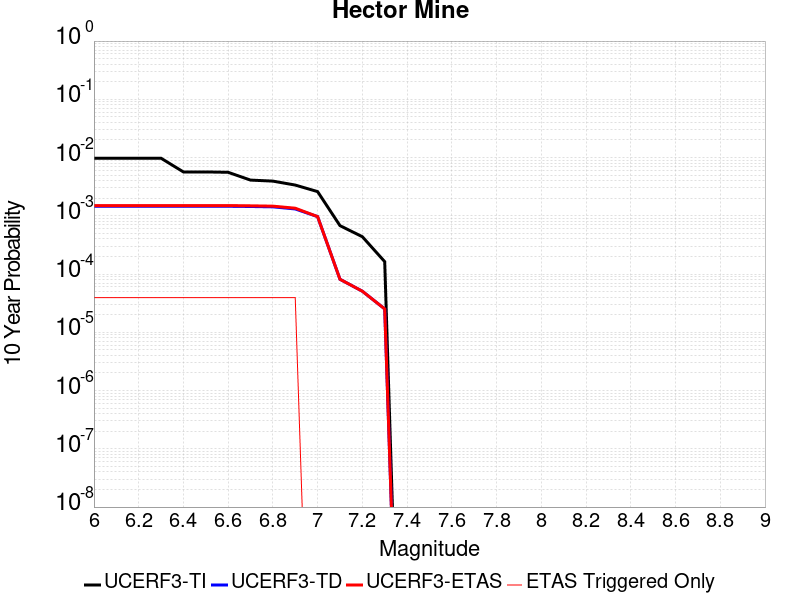 Hector Mine
10^0
10^-1
10^-2
10^-3
10^-4
10^-5
10^-6
10^-7
10^-8
10 Year Probability
6 6.2 6.4 6.6 6.8 7 7.2 7.4 7.6 7.8 8 8.2 8.4 8.6 8.8 9
Magnitude
UCERF3-TI UCERF3-TD UCERF3-ETAS ETAS Triggered Only